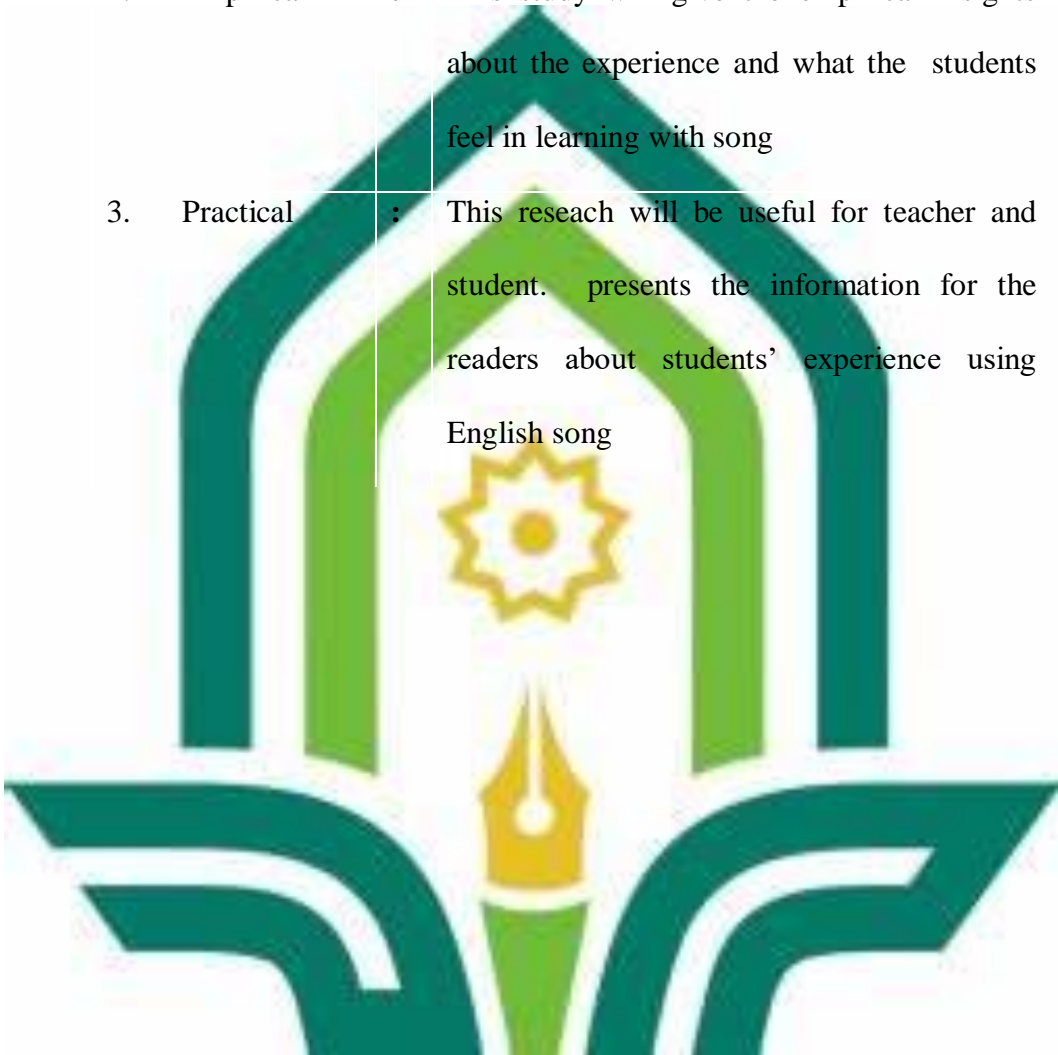 about the experience and what the students
feel in learning with song
3. Practical : This reseach will be useful for teacher and
student. presents the information for the
readers about students' experience using
English song